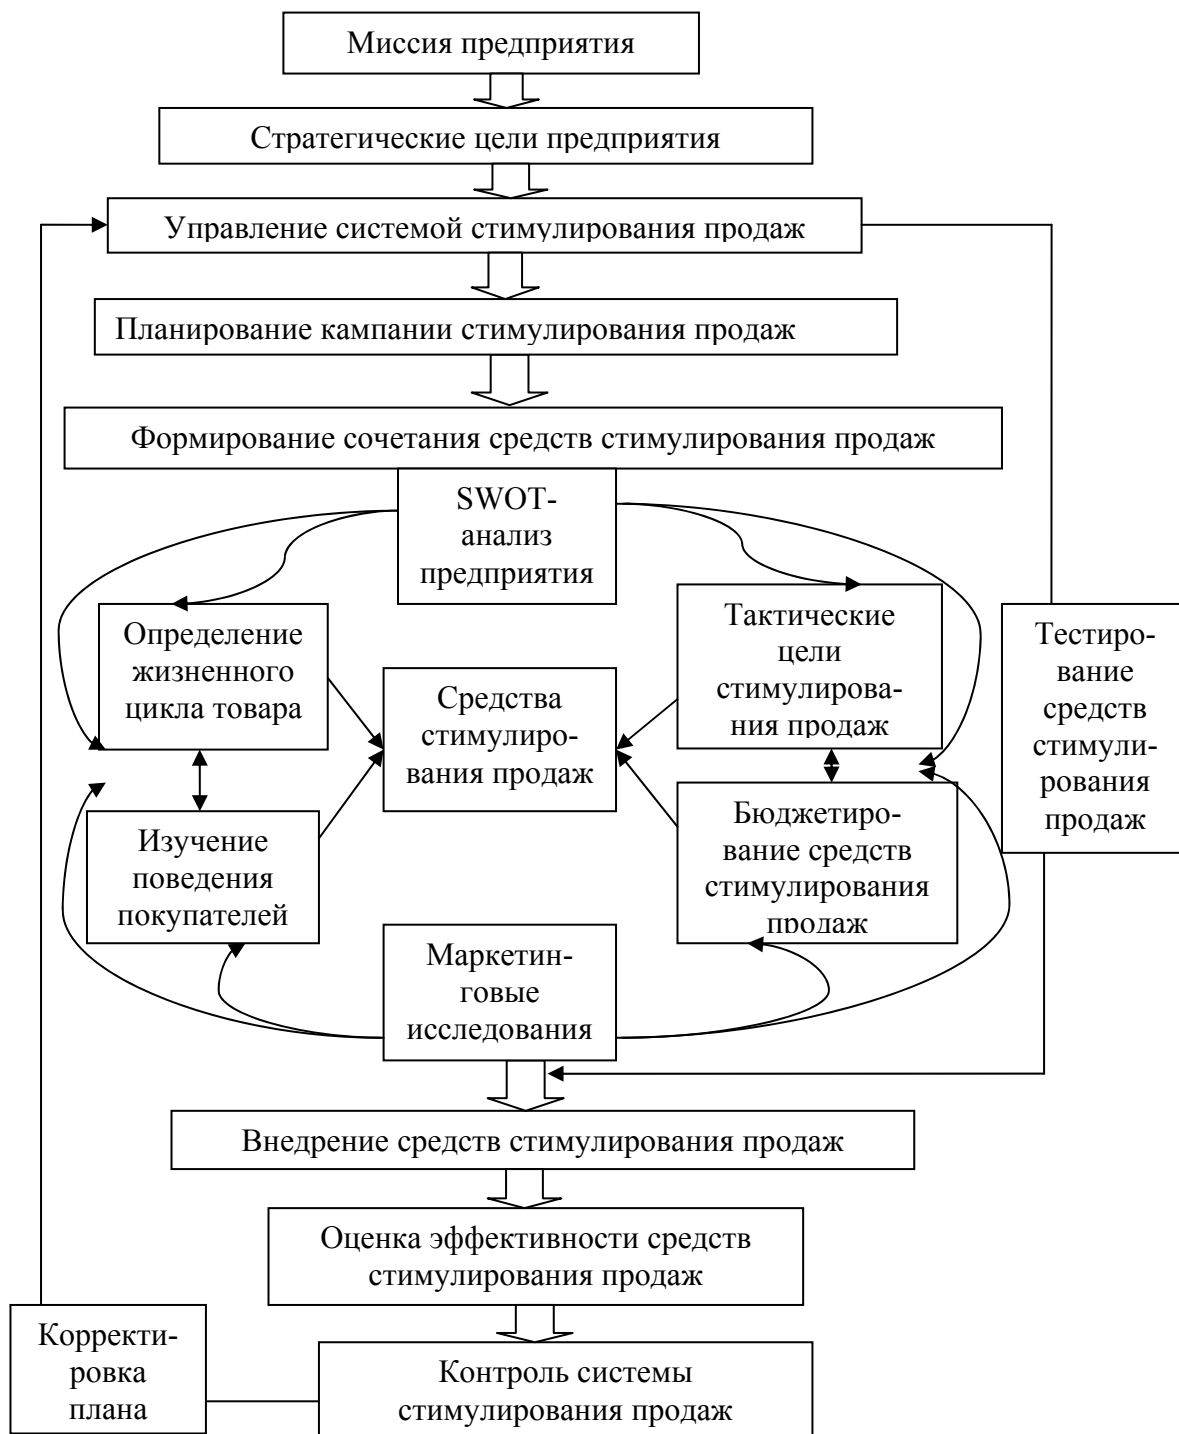 Миссия предприятия
Стратегические цели предприятия
Управление системой стимулирования продаж
Планирование кампании стимулирования продаж
Формирование сочетания средств стимулирования продаж
SWOT-
анализ
предприятия
Определение
жизненного
цикла товара
Средства
стимулиро-
вания продаж
Тактические
цели
стимулирова-
ния продаж
Тестиро-
вание
средств
стимули-
рования
продаж
Изучение
поведения
покупателей
Бюджетиро-
вание средств
стимулирования
продаж
Маркетин-
говые
исследования
Внедрение средств стимулирования продаж
Оценка эффективности средств
стимулирования продаж
Корректи-
ровка
плана
Контроль системы
стимулирования продаж